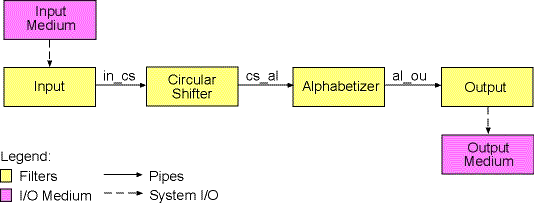 Input
Medium
in_cs
cs_al
al_ou
Input
Circular
Shifter
Alphabetizer
Output
Output
Medium
Legend:
Filters
Pipes
I/O Medium
System I/O